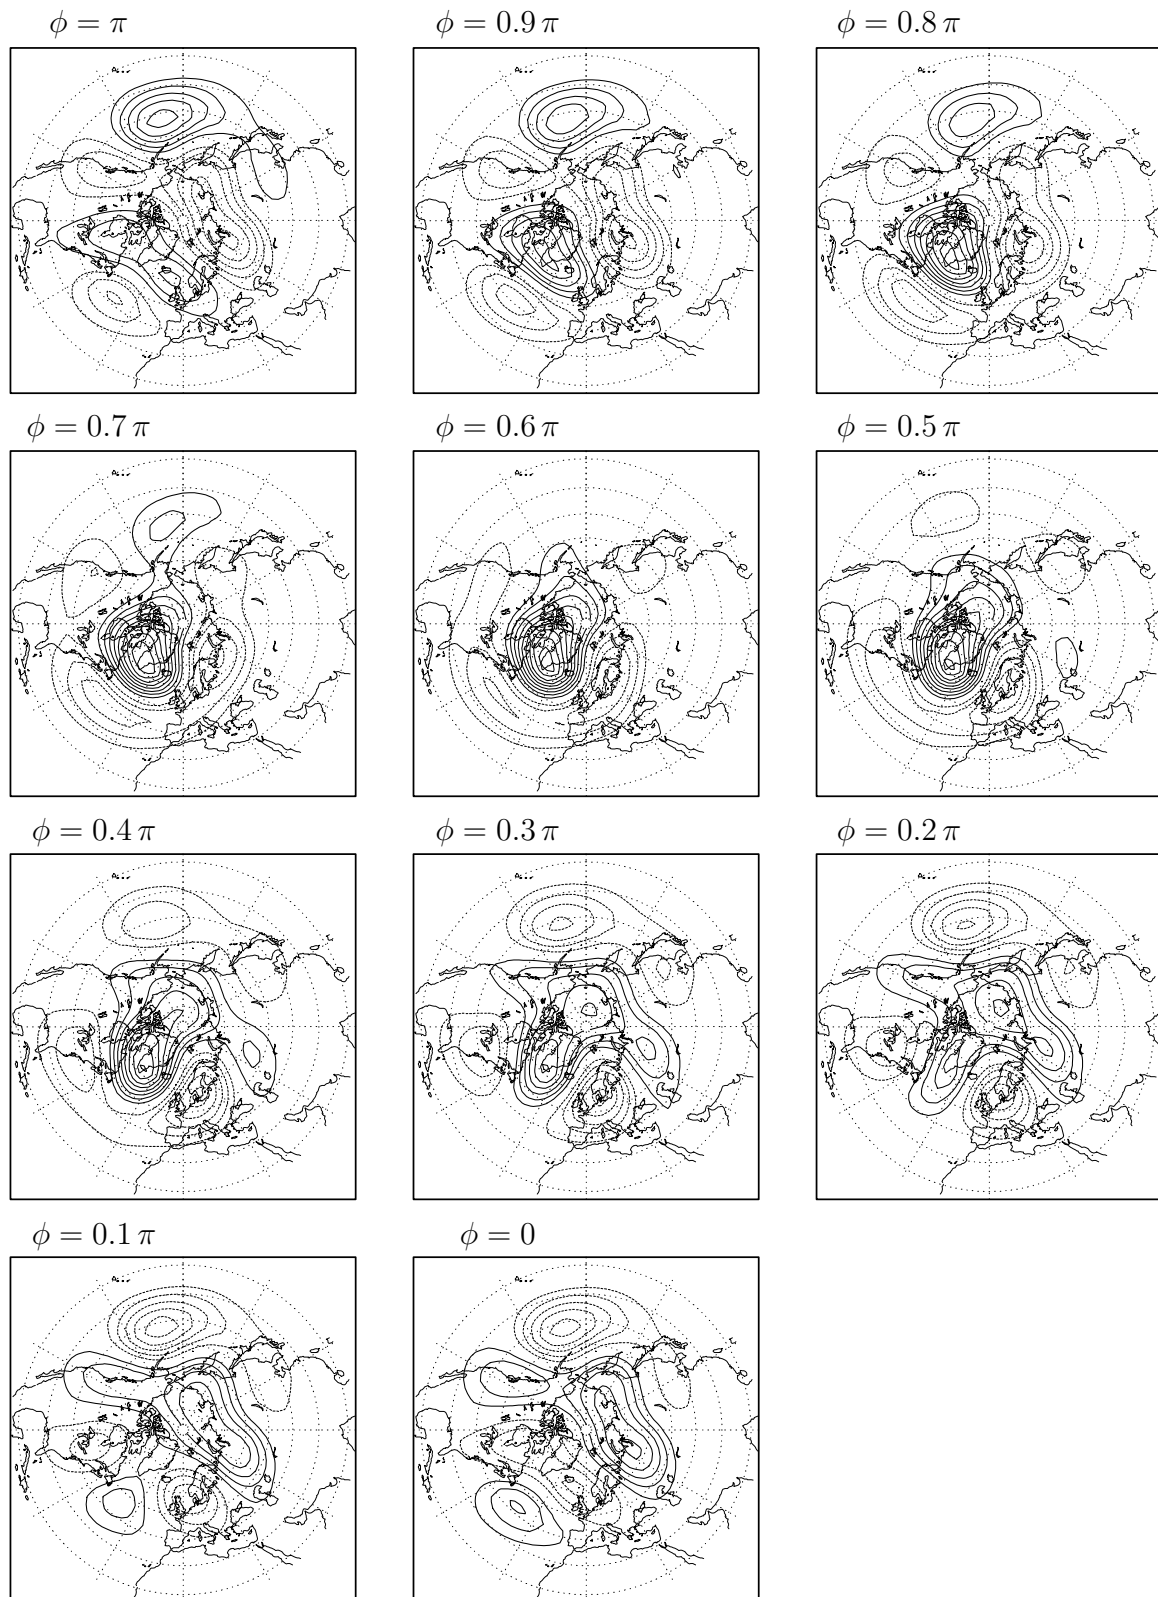 ϕ = π
ϕ = 0.9 π
ϕ = 0.8 π
ϕ = 0.7 π
ϕ = 0.6 π
ϕ = 0.5 π
ϕ = 0.4 π
ϕ = 0.3 π
ϕ = 0.2 π
ϕ = 0.1 π
ϕ = 0